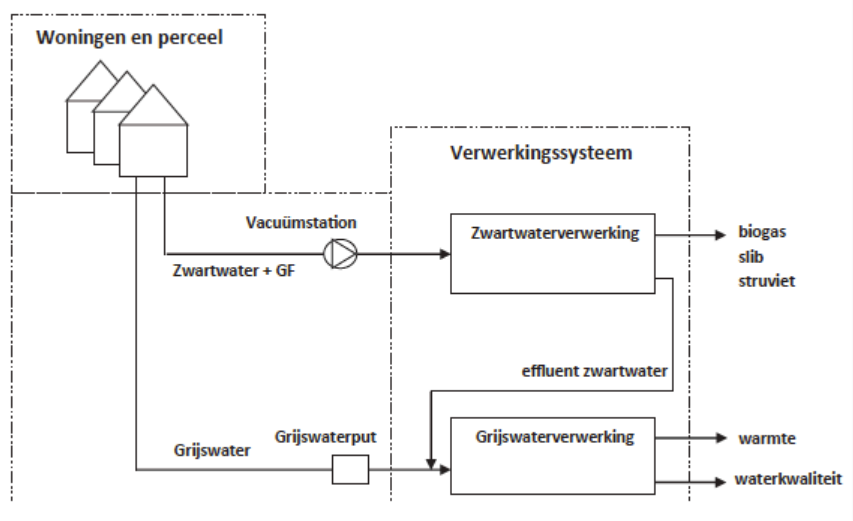 Woningen en perceel
Verwerkingssysteem
Vacuümstation
Zwartwaterverwerking
biogas
slib
struviet
Zwartwater + GF
effluent zwartwater
Grijswaterput
Grijswaterverwerking
Grijswater
warmte
waterkwaliteit